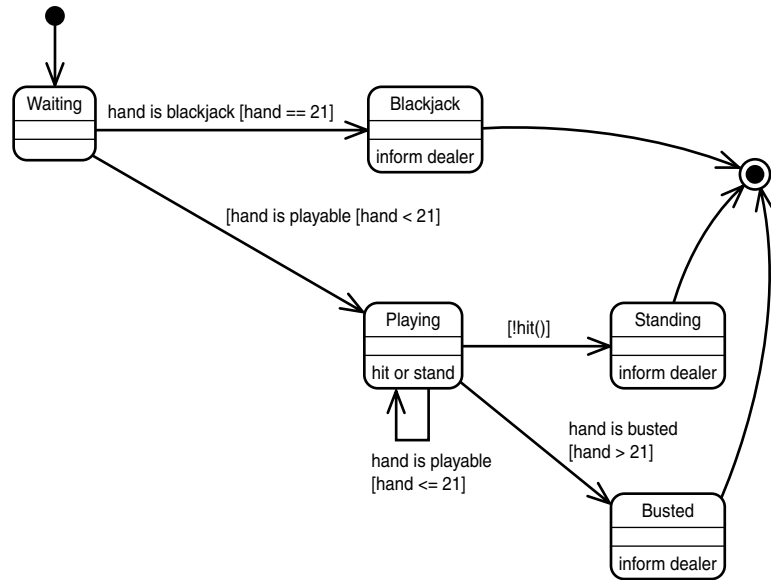 Waiting
Blackjack
hand is blackjack [hand == 21]
inform dealer
[hand is playable [hand < 21]
Playing
[!hit()]
Standing
hit or stand
inform dealer
hand is playable
[hand <= 21]
hand is busted
[hand > 21]
Busted
inform dealer